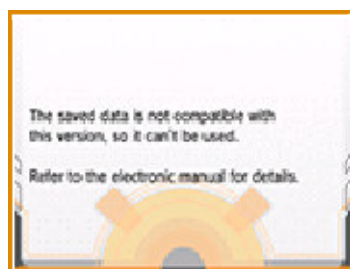 The saved data is not compatible with
this version, so it can't be used.
Refer to the electronic manual for details.